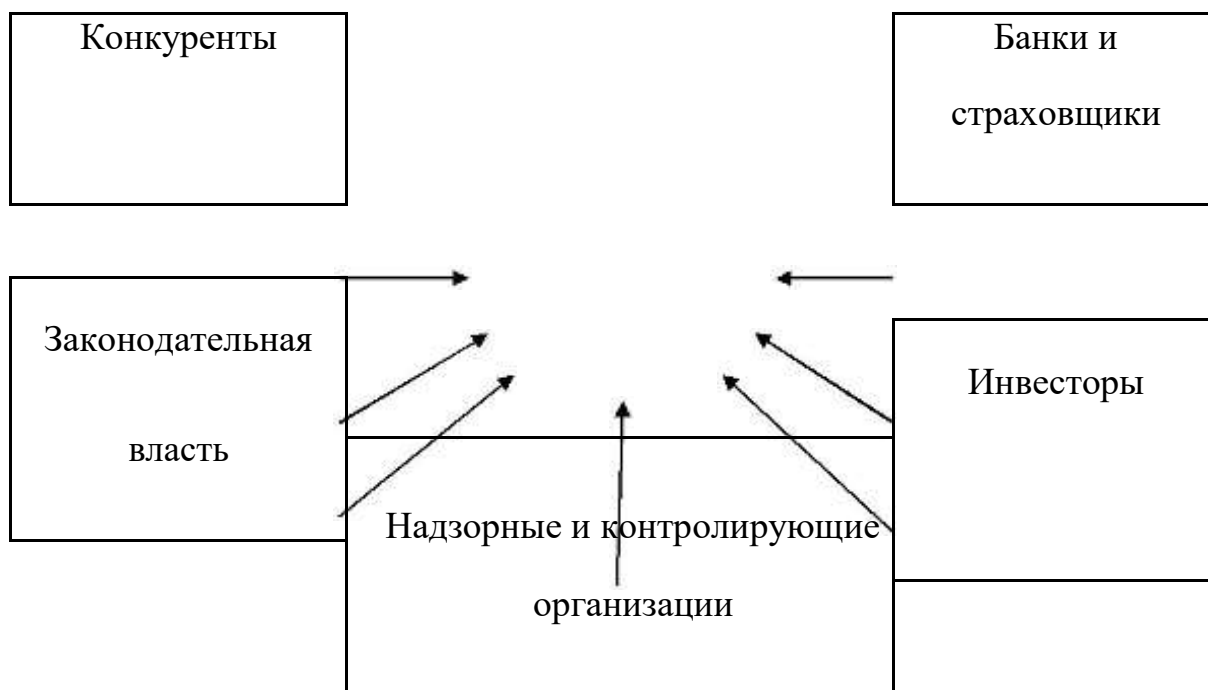 Конкуренты
Банки и
страховщики
Законодательная
власть
Инвесторы
Надзорные и контролирующие
организации